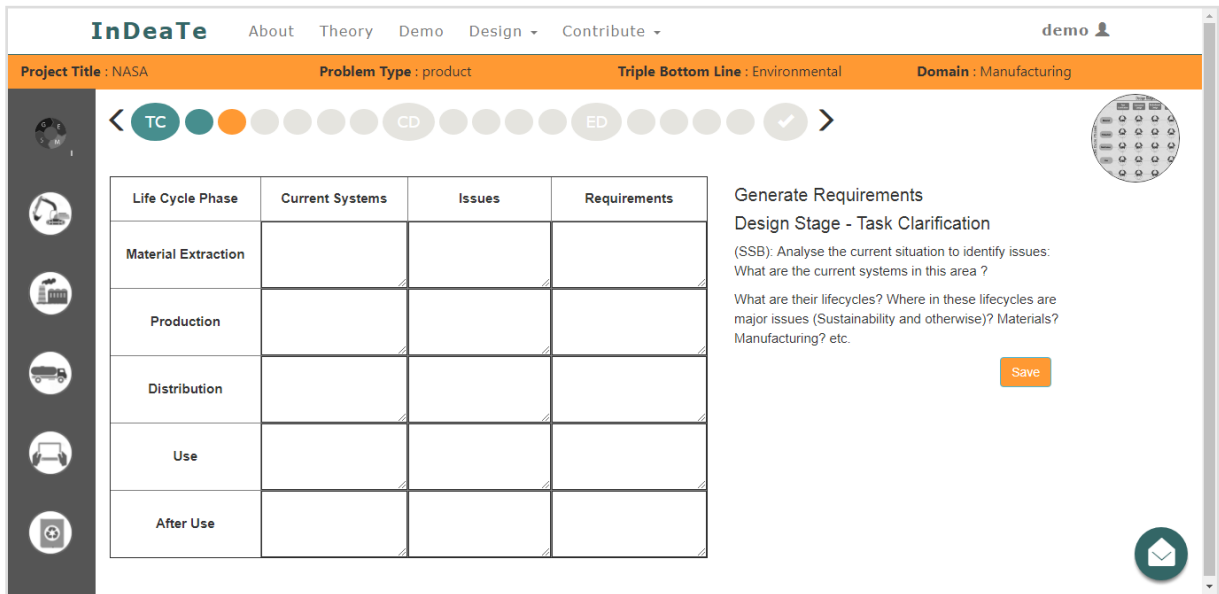 InDeaTe About Theory Demo Design Contribute demo
Project Title : NASA Problem Type : product Triple Bottom Line : Environmental Domain : Manufacturing
TC CD ED
Life Cycle Phase Current Systems Issues Requirements
Material Extraction
Production
Distribution
Use
After Use
Generate Requirements
Design Stage - Task Clarification
(SSB): Analyse the current situation to identify issues:
What are the current systems in this area ?
What are their lifecycles? Where in these lifecycles are
major issues (Sustainability and otherwise)? Materials?
Manufacturing? etc.
Save